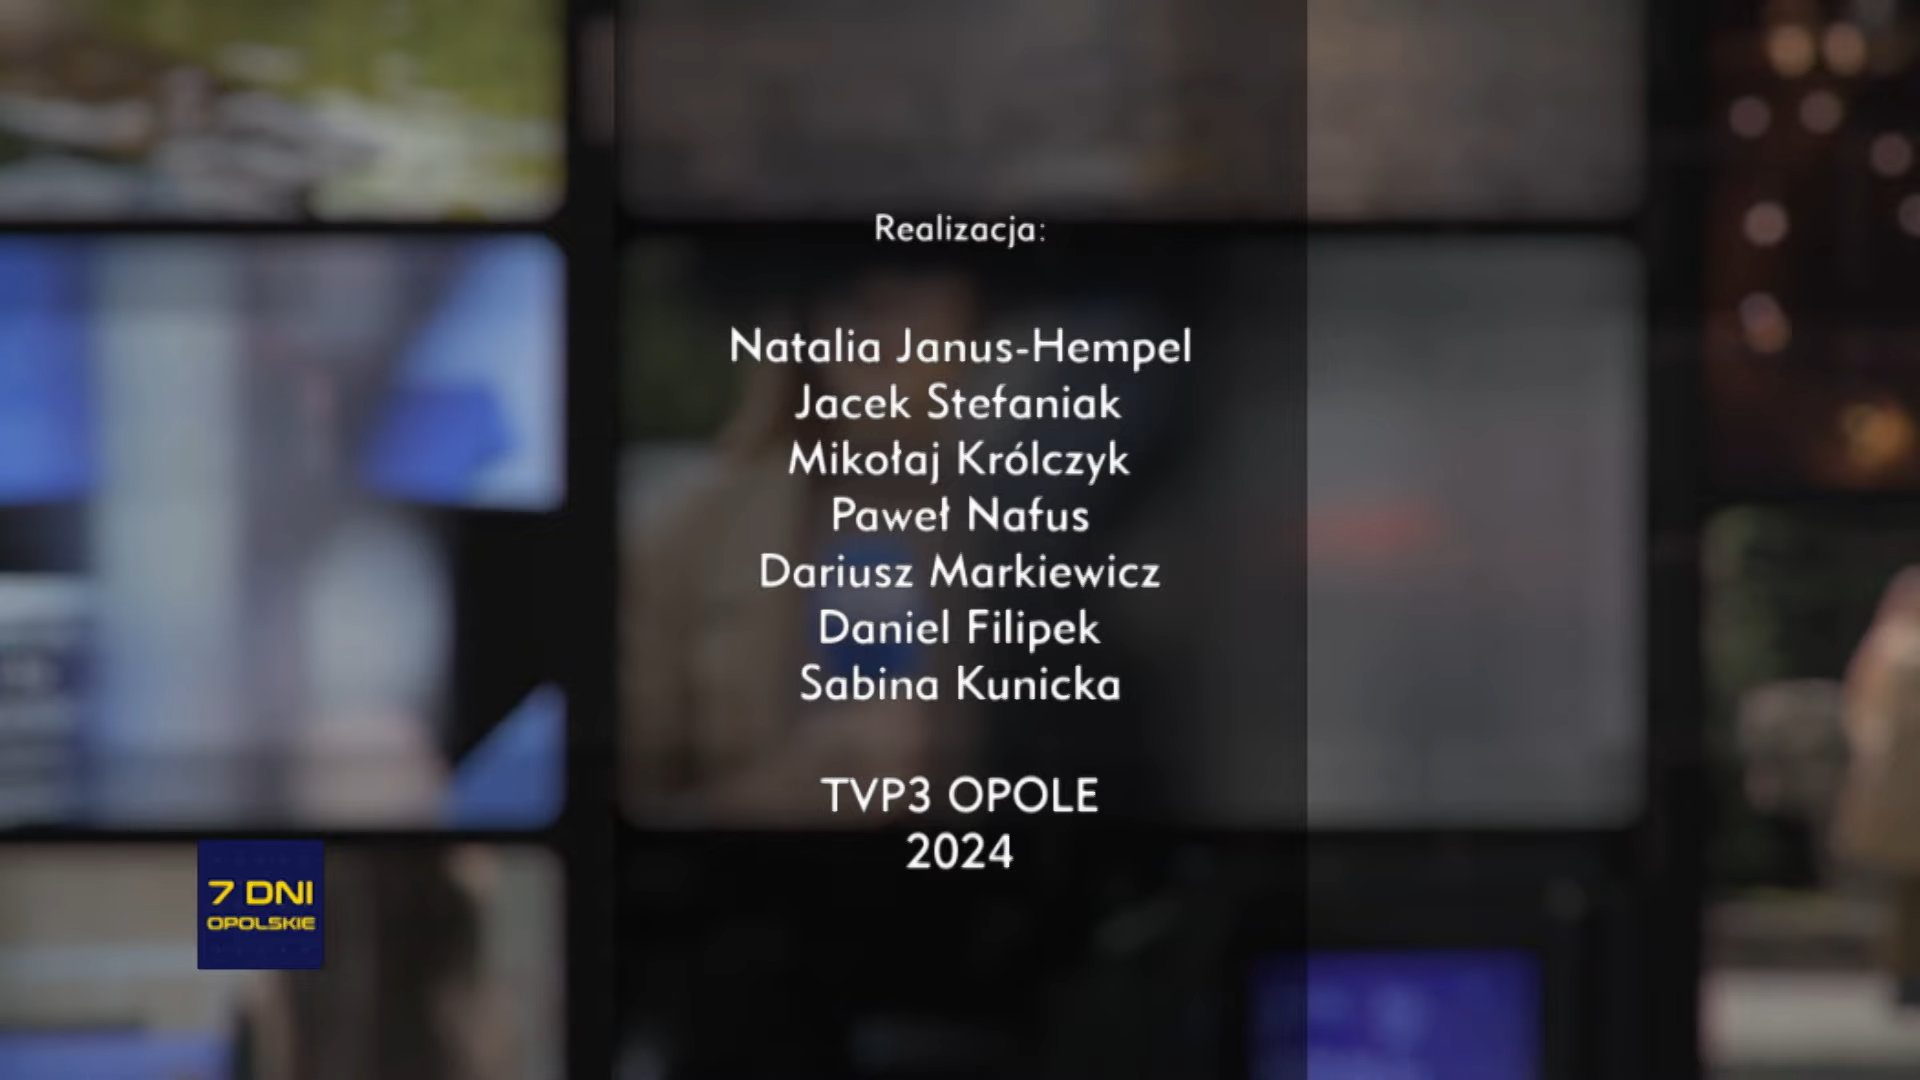 Realizacja:
Natalia Janus-Hempel
Jacek Stefaniak
Mikołaj Królczyk
Paweł Nafus
Dariusz Markiewicz
Daniel Filipek
Sabina Kunicka
TVP3 OPOLE
2024
7 DNI
OPOLSKIE